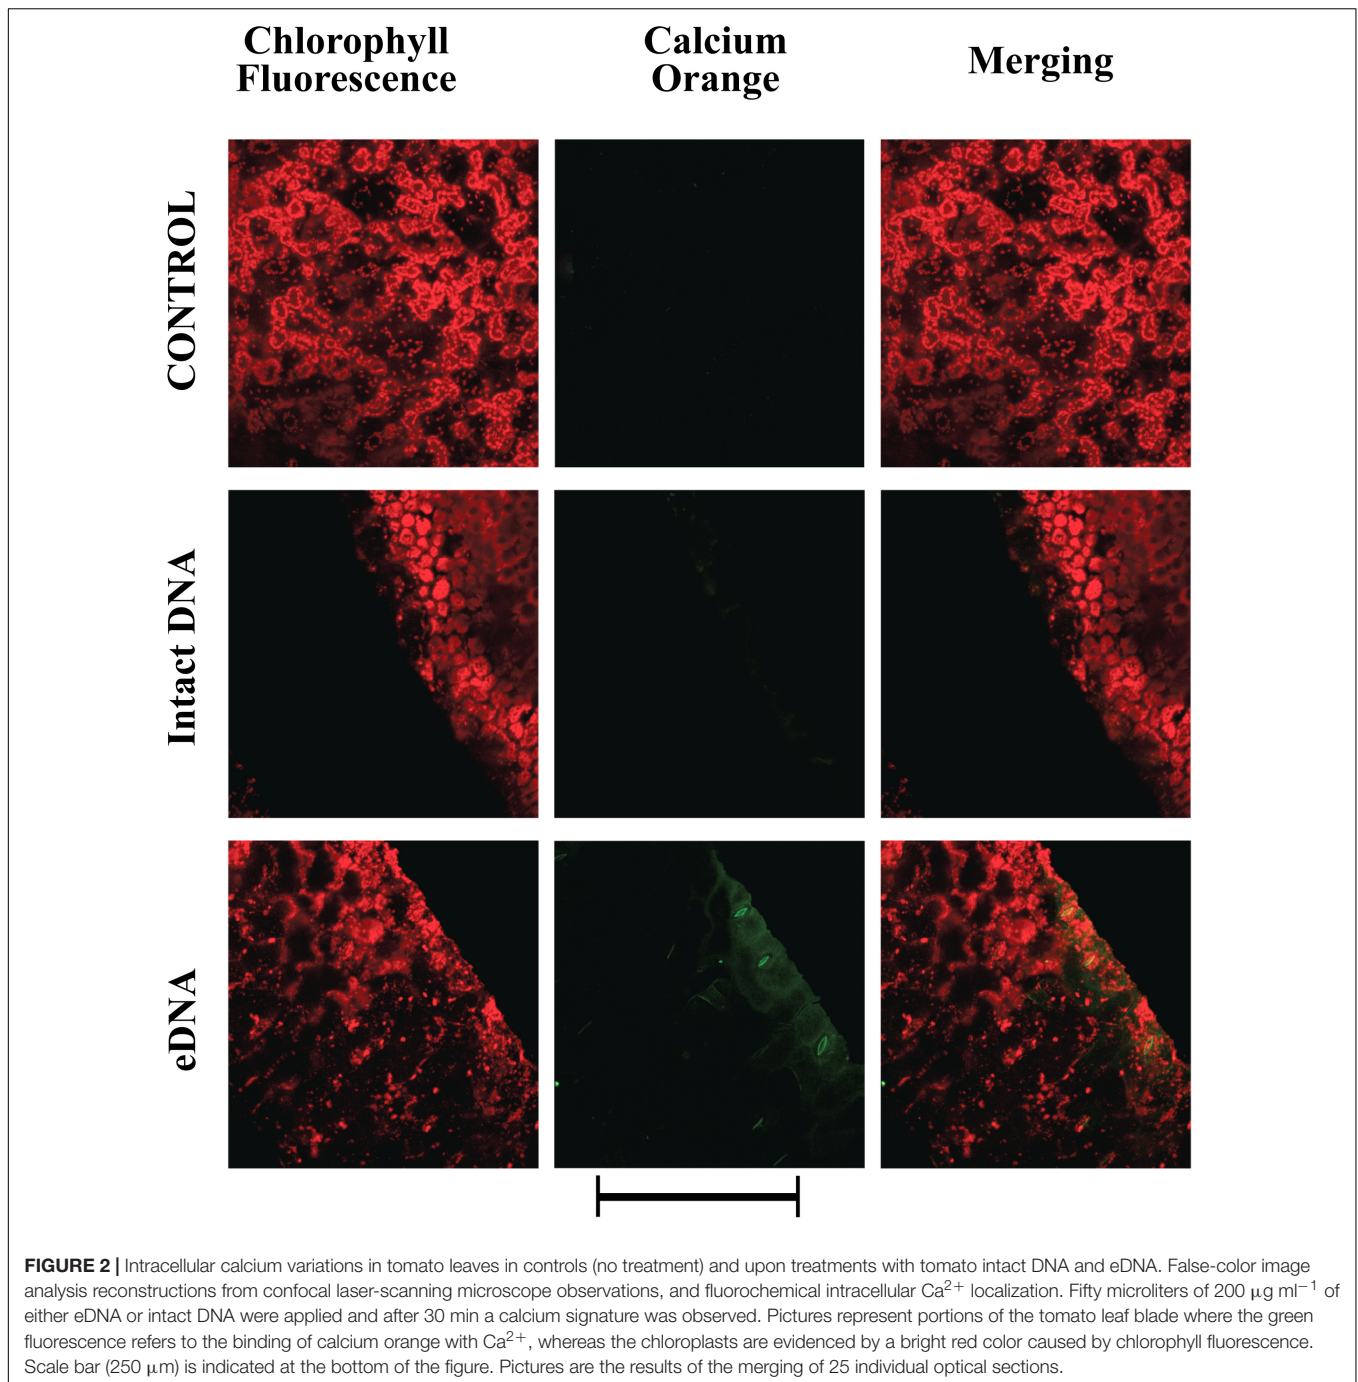 Chlorophyll
Fluorescence
Calcium
Orange
Merging
CONTROL
Intact DNA
eDNA
FIGURE 2 | Intracellular calcium variations in tomato leaves in controls (no treatment) and upon treatments with tomato intact DNA and eDNA. False-color image
analysis reconstructions from confocal laser-scanning microscope observations, and fluorochemical intracellular Ca²⁺ localization. Fifty microliters of 200 μg ml⁻¹ of
either eDNA or intact DNA were applied and after 30 min a calcium signature was observed. Pictures represent portions of the tomato leaf blade where the green
fluorescence refers to the binding of calcium orange with Ca²⁺, whereas the chloroplasts are evidenced by a bright red color caused by chlorophyll fluorescence.
Scale bar (250 μm) is indicated at the bottom of the figure. Pictures are the results of the merging of 25 individual optical sections.